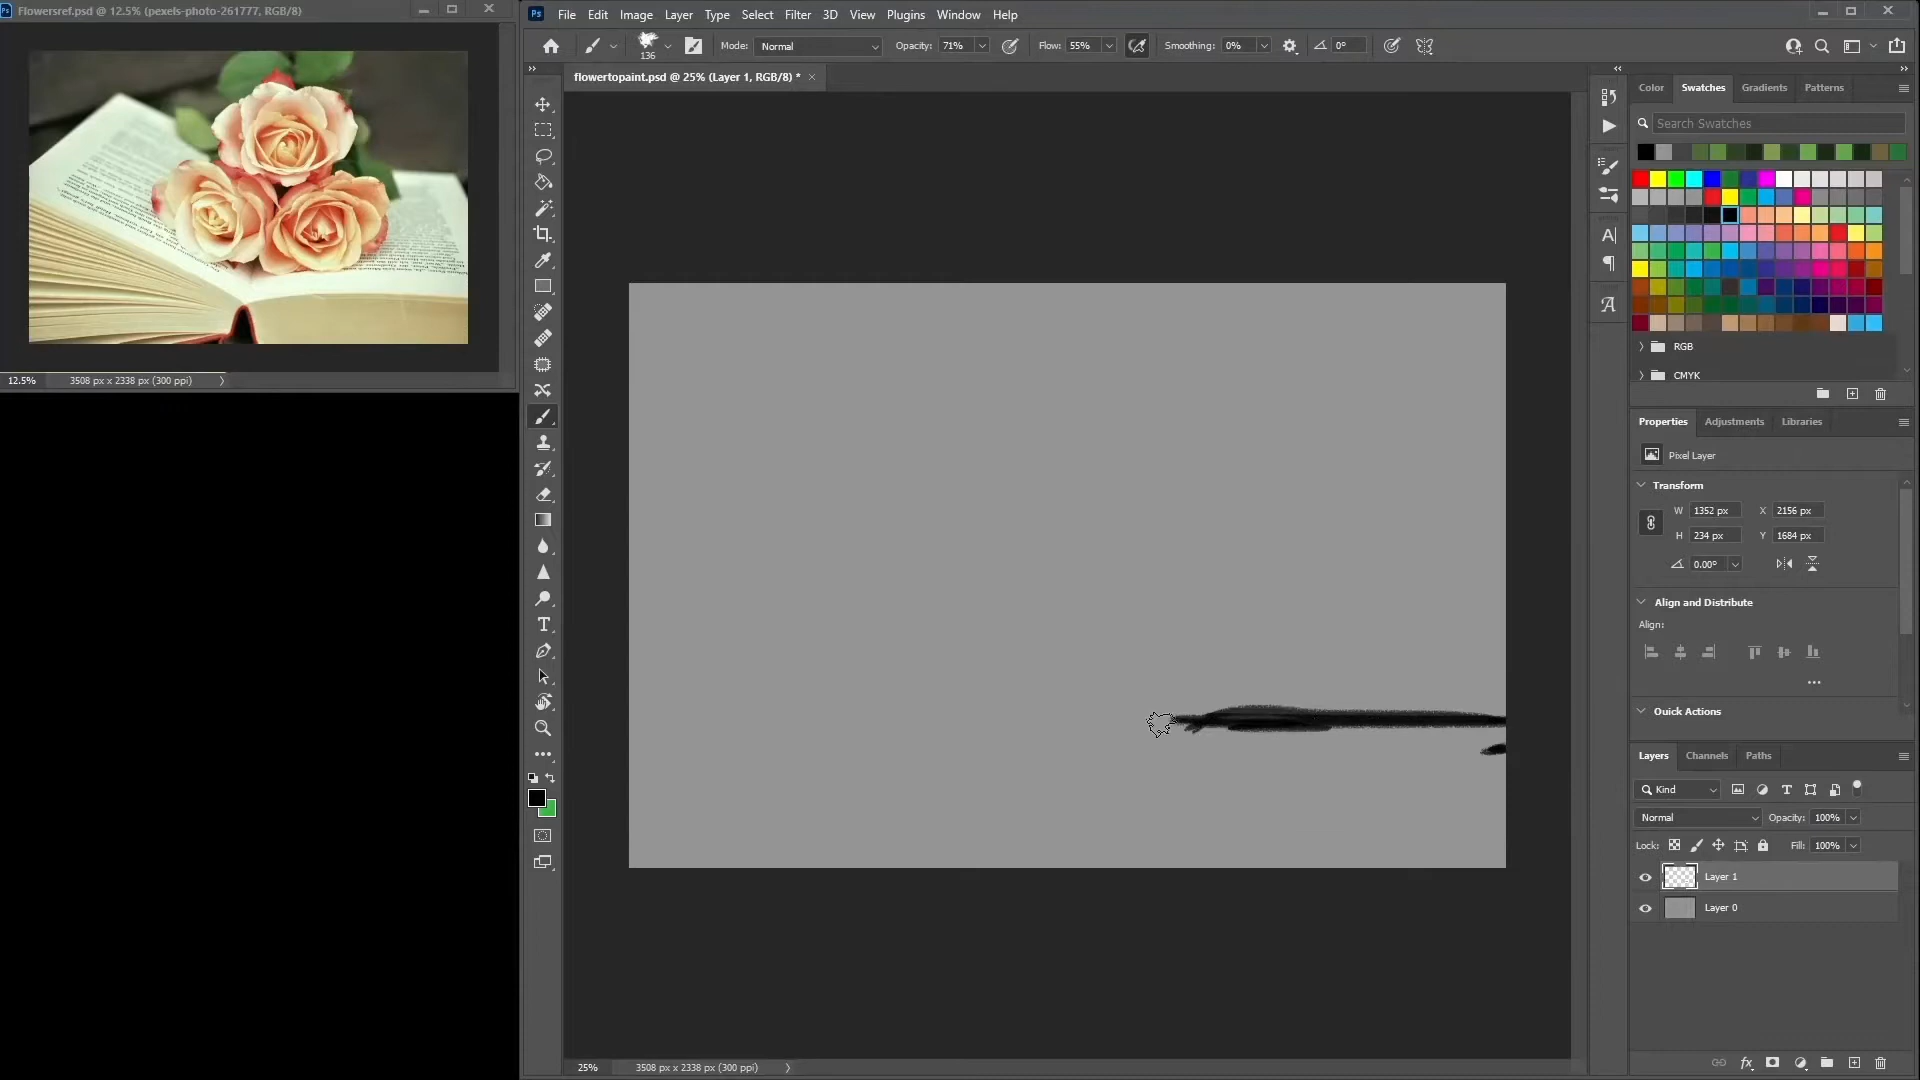 Ps Flowersref.psd @ 12.5% (pexels-photo-261777, RGB/8)
12.5% 3508 px x 2338 px (300 ppi)
Ps File Edit Image Layer Type Select Filter 3D View Plugins Window Help
136 Mode: Normal Opacity: 71% Flow: 55% Smoothing: 0% 0°
flowertopaint.psd @ 25% (Layer 1, RGB/8) *
Color Swatches Gradients Patterns
Search Swatches
RGB
CMYK
Properties Adjustments Libraries
Pixel Layer
Transform
W 1352 px X 2156 px
H 234 px Y 1684 px
0.00°
Align and Distribute
Align:
Quick Actions
Layers Channels Paths
Kind
Normal Opacity: 100%
Lock: Fill: 100%
Layer 1
Layer 0
25% 3508 px x 2338 px (300 ppi)